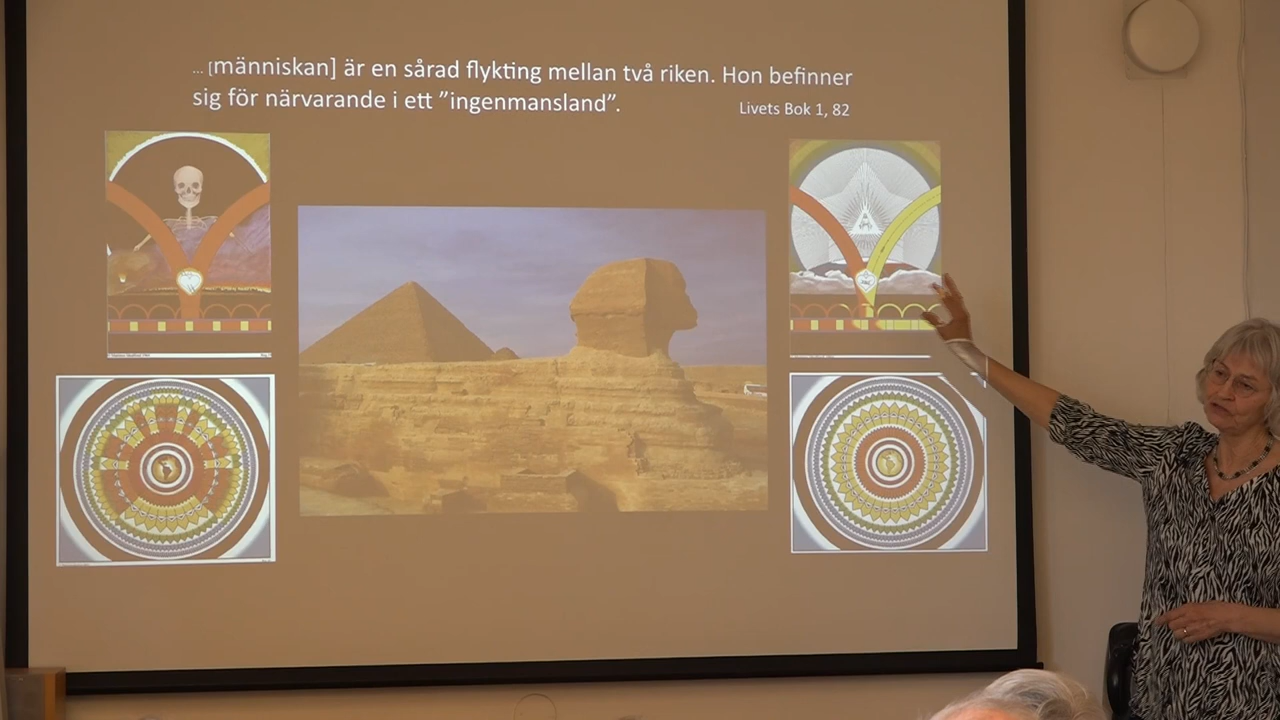 ... [människan] är en sårad flykting mellan två riken. Hon befinner
sig för närvarande i ett ”ingenmansland”.
Livets Bok 1, 82